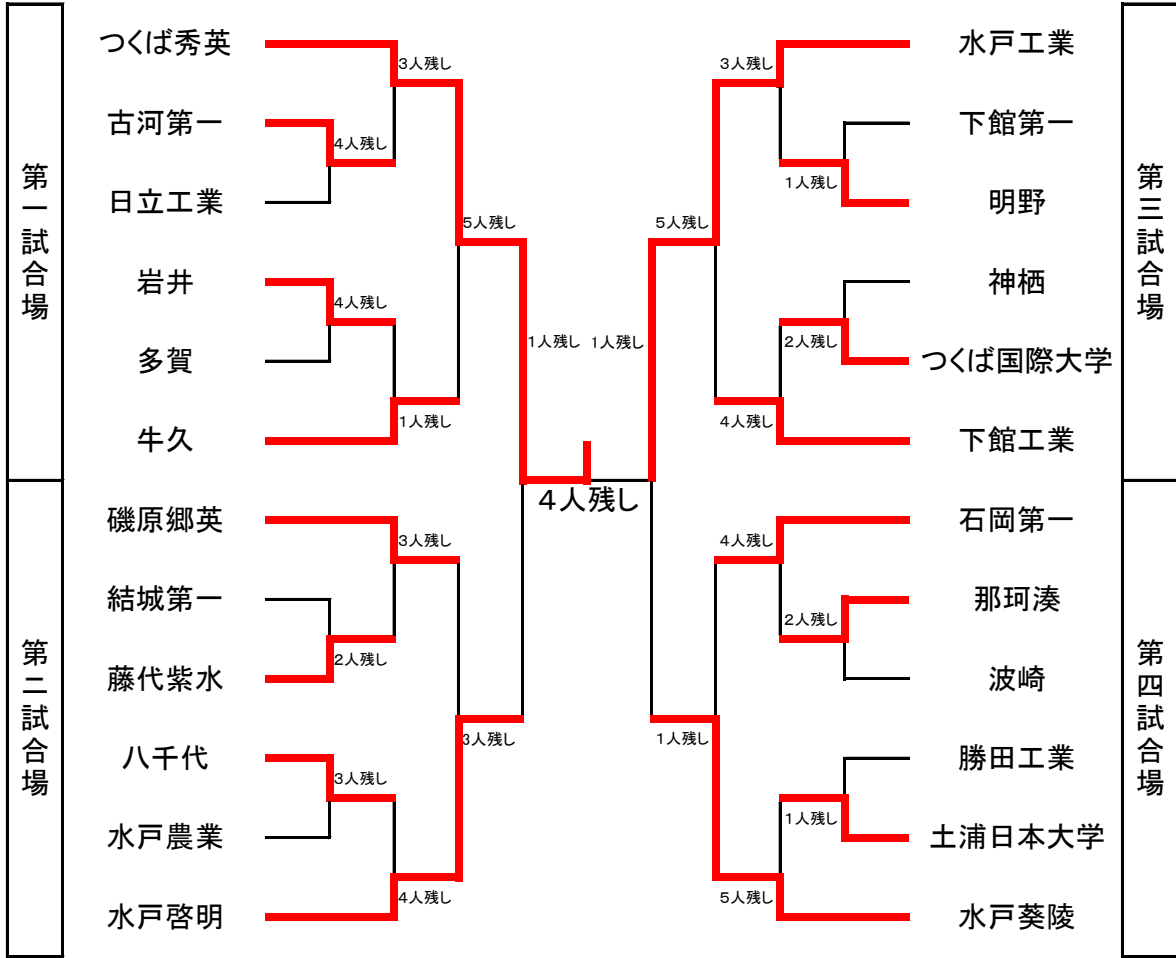 第一試合場
つくば秀英
3人残し
古河第一
4人残し
日立工業
5人残し
岩井
4人残し
多賀
1人残し
牛久
第二試合場
磯原郷英
3人残し
結城第一
2人残し
藤代紫水
3人残し
八千代
3人残し
水戸農業
4人残し
水戸啓明
1人残し
1人残し
4人残し
第三試合場
水戸工業
3人残し
下館第一
1人残し
明野
5人残し
神栖
2人残し
つくば国際大学
4人残し
下館工業
第四試合場
石岡第一
4人残し
那珂湊
2人残し
波崎
1人残し
勝田工業
1人残し
土浦日本大学
5人残し
水戸葵陵